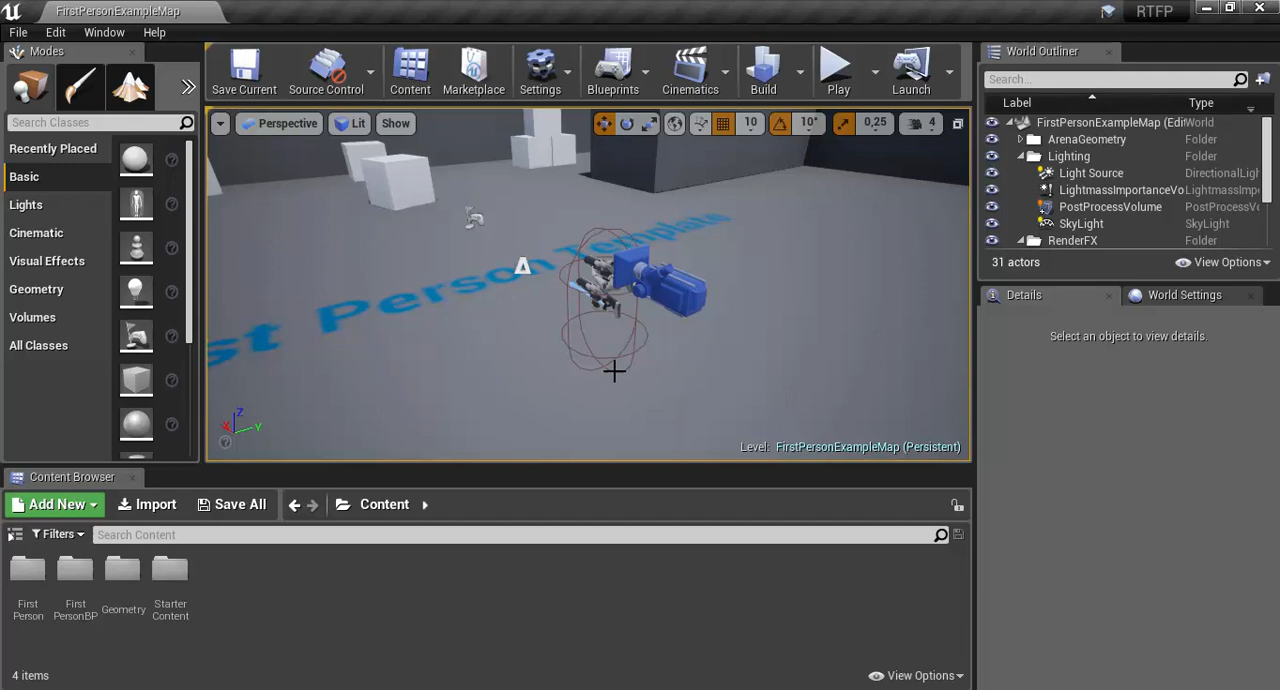 FirstPersonExampleMap
RTFP
File Edit Window Help
Modes
Search Classes
Recently Placed
Basic
Lights
Cinematic
Visual Effects
Geometry
Volumes
All Classes
Save Current
Source Control
Content
Marketplace
Settings
Blueprints
Cinematics
Build
Play
Launch
Perspective
Lit
Show
10
10°
0,25
4
st Person Template
X Z Y
Level: FirstPersonExampleMap (Persistent)
World Outliner
Search...
Label Type
FirstPersonExampleMap (Edi World
ArenaGeometry Folder
Lighting Folder
Light Source DirectionalLigh
LightmassImportanceVo LightmassImpo
PostProcessVolume PostProcessVo
SkyLight SkyLight
RenderFX Folder
31 actors
View Options
Details
World Settings
Select an object to view details.
Content Browser
Add New
Import
Save All
Content
Filters
Search Content
First Person
First PersonBP
Geometry
Starter Content
4 items
View Options